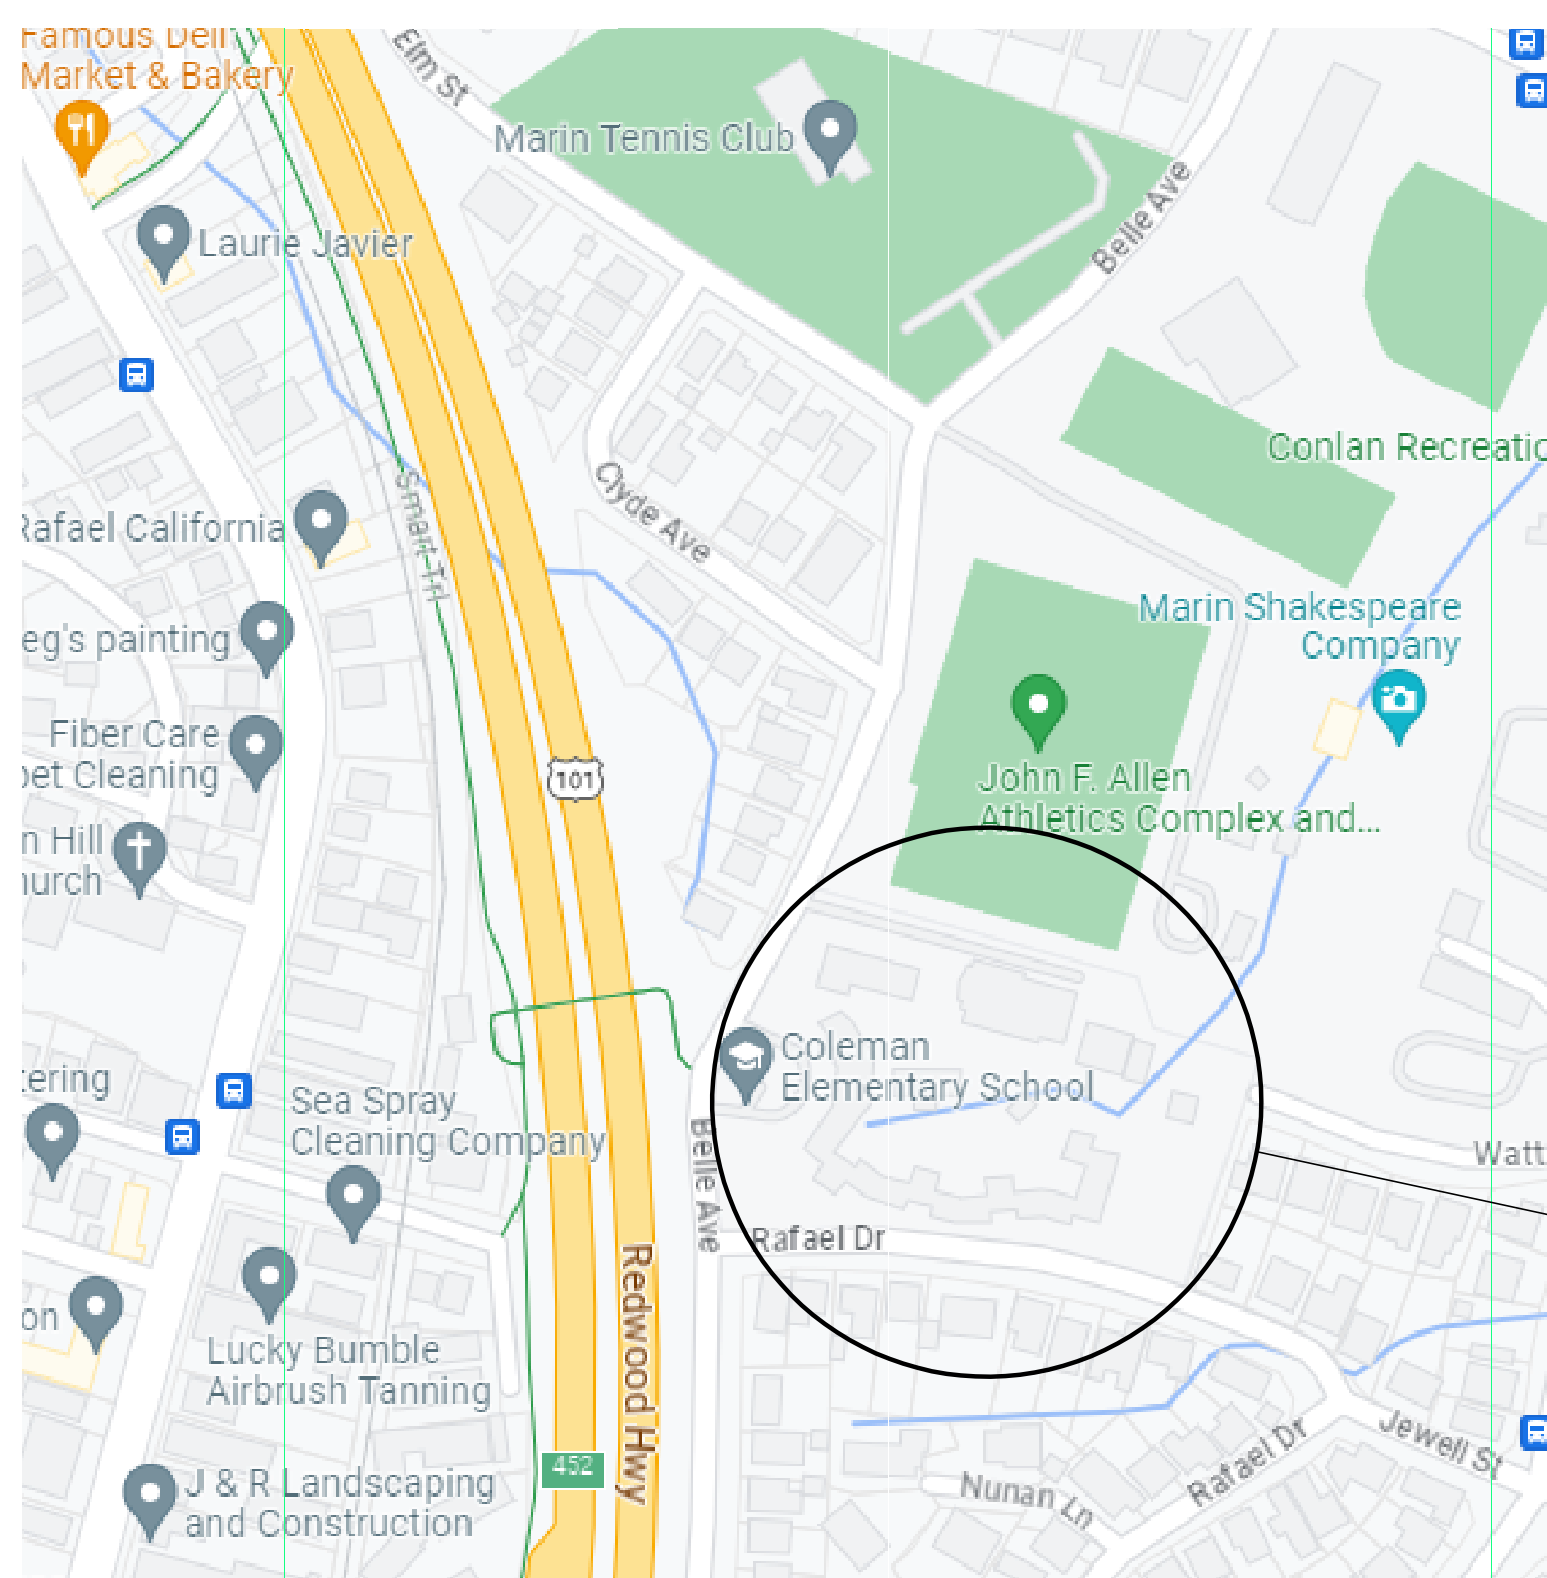 Famous Deli
Market & Bakery
Elm St
Marin Tennis Club
Belle Ave
Laurie Javier
Conlan Recreatio
Smart Trl
Clyde Ave
Rafael California
Marin Shakespeare
Company
eg's painting
Fiber Care
pet Cleaning
101
John F. Allen
Athletics Complex and...
n Hill
hurch
Coleman
Elementary School
tering
Sea Spray
Cleaning Company
Belle Ave
Watt
Rafael Dr
on
Redwood Hwy
Lucky Bumble
Airbrush Tanning
Rafael Dr
Jewell St
452
Nunan Ln
J & R Landscaping
and Construction